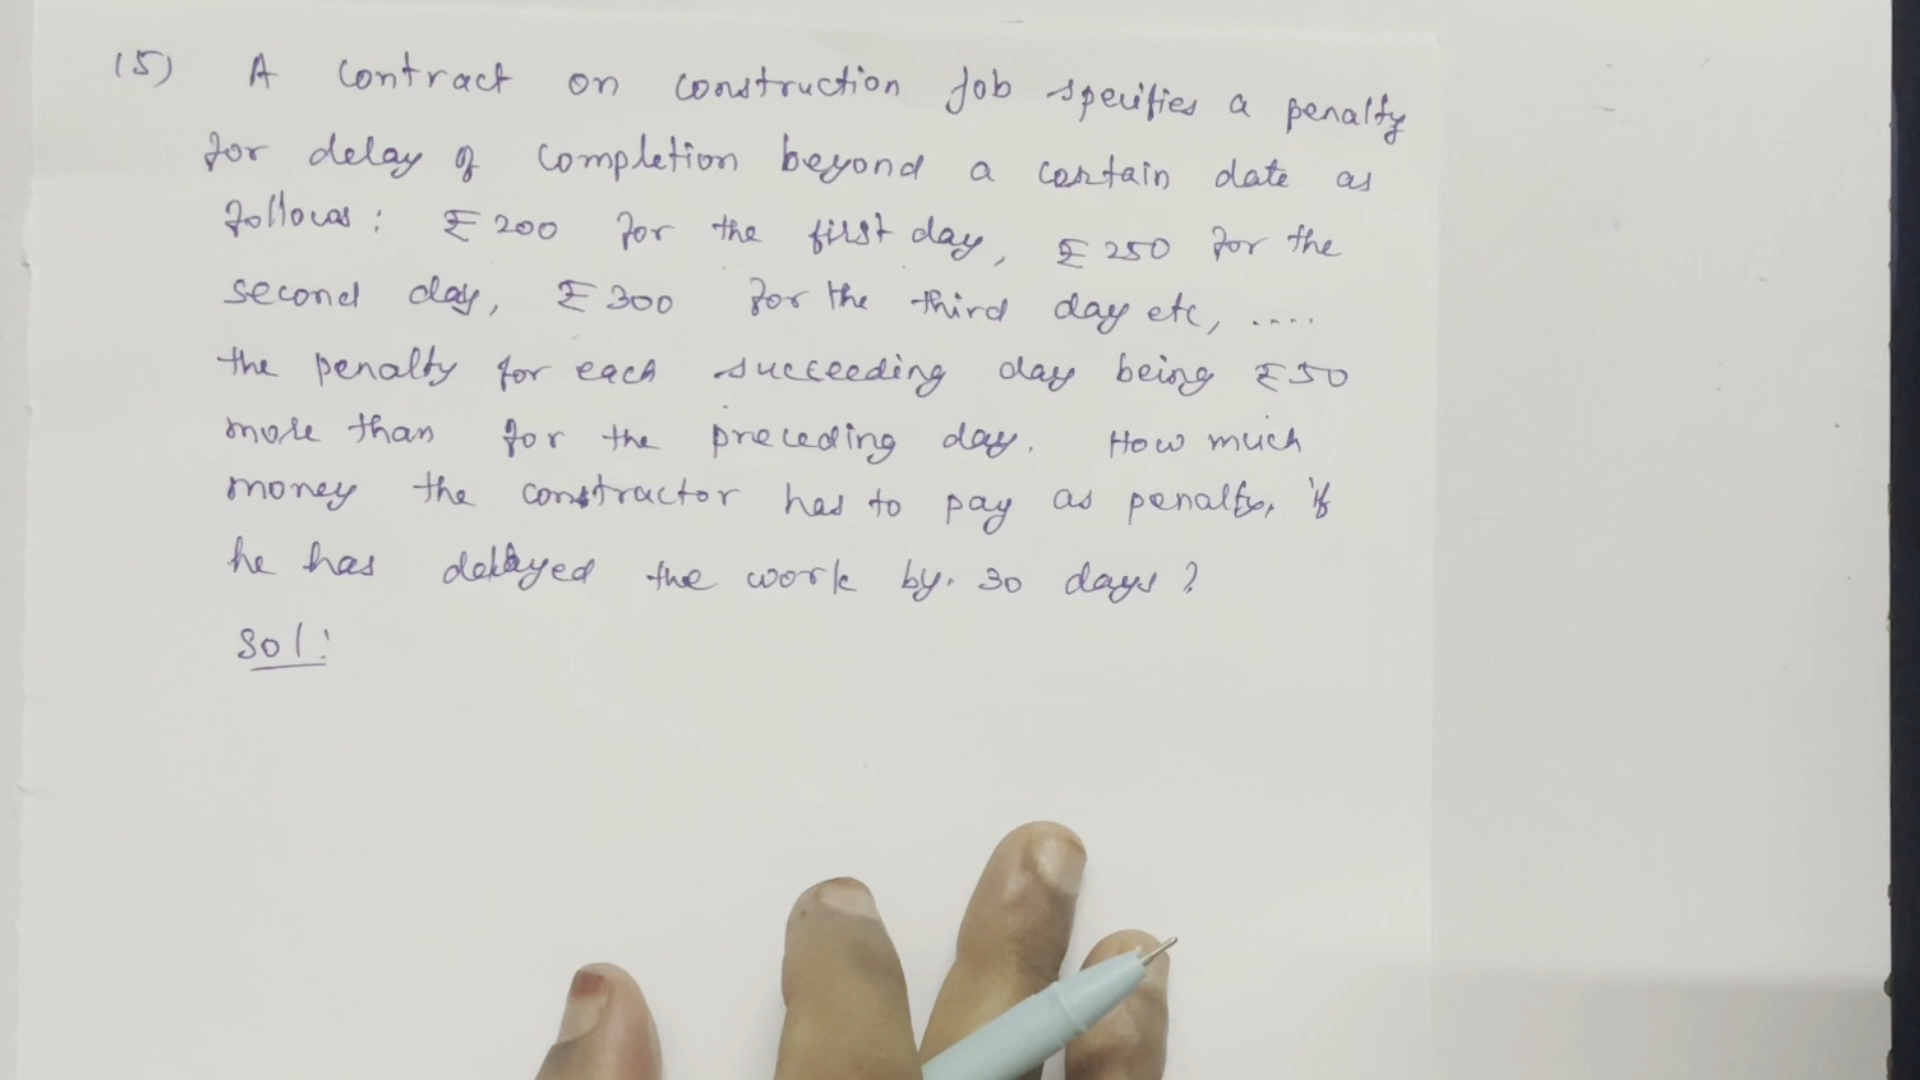 15) A contract on construction job specifies a penalty
for delay of completion beyond a certain date as
follows: ₹200 for the first day, ₹250 for the
second day, ₹300 for the third day etc, ....
the penalty for each succeeding day being ₹50
more than for the preceding day. How much
money the constractor has to pay as penalty, if
he has delayed the work by. 30 days?
Sol: